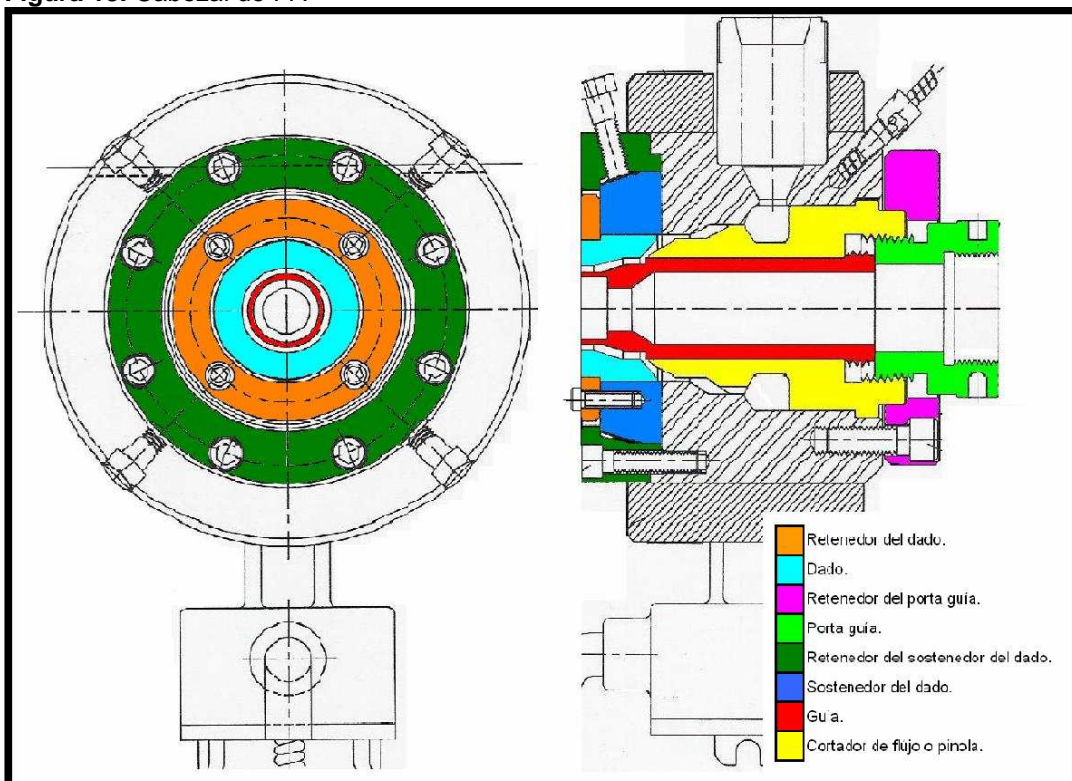 Retenedor del dado.
Dado.
Retenedor del porta guía.
Porta guía.
Retenedor del sostenedor del dado.
Sostenedor del dado.
Guía.
Cortador de flujo o pinola.